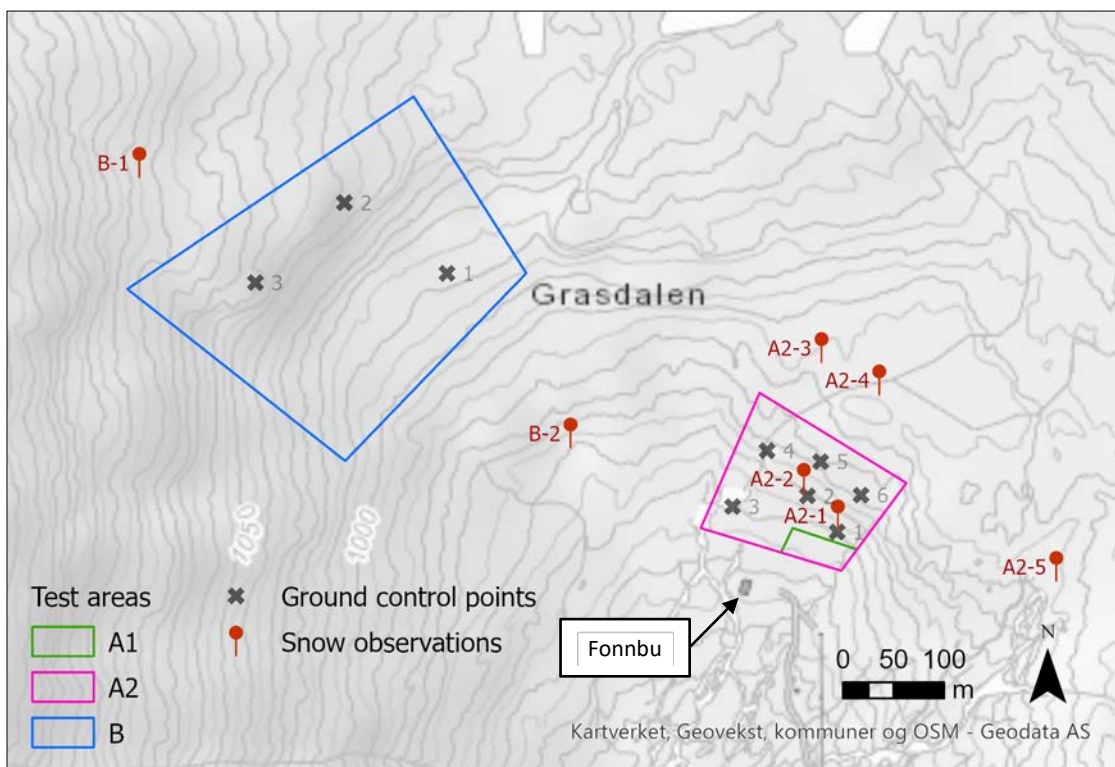 B-1
2
3
1
Grasdalen
A2-3
A2-4
B-2
4
5
A2-2
2
6
3
A2-1
1
1050
1000
A2-5
Test areas
Ground control points
A1
Snow observations
A2
B
Fonnbu
N
0 50 100
m
Kartverket, Geovekst, kommuner og OSM - Geodata AS